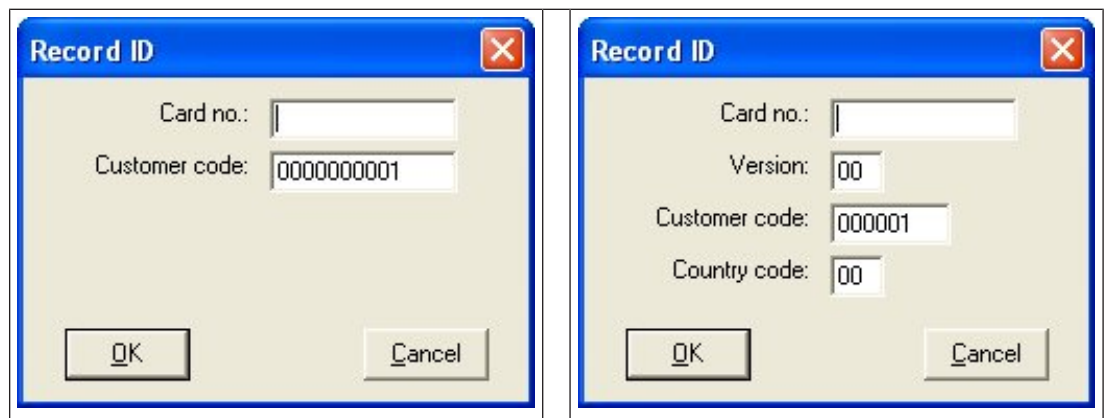 Record ID
Card no.:
Customer code: 0000000001
OK Cancel
Record ID
Card no.:
Version: 00
Customer code: 000001
Country code: 00
OK Cancel